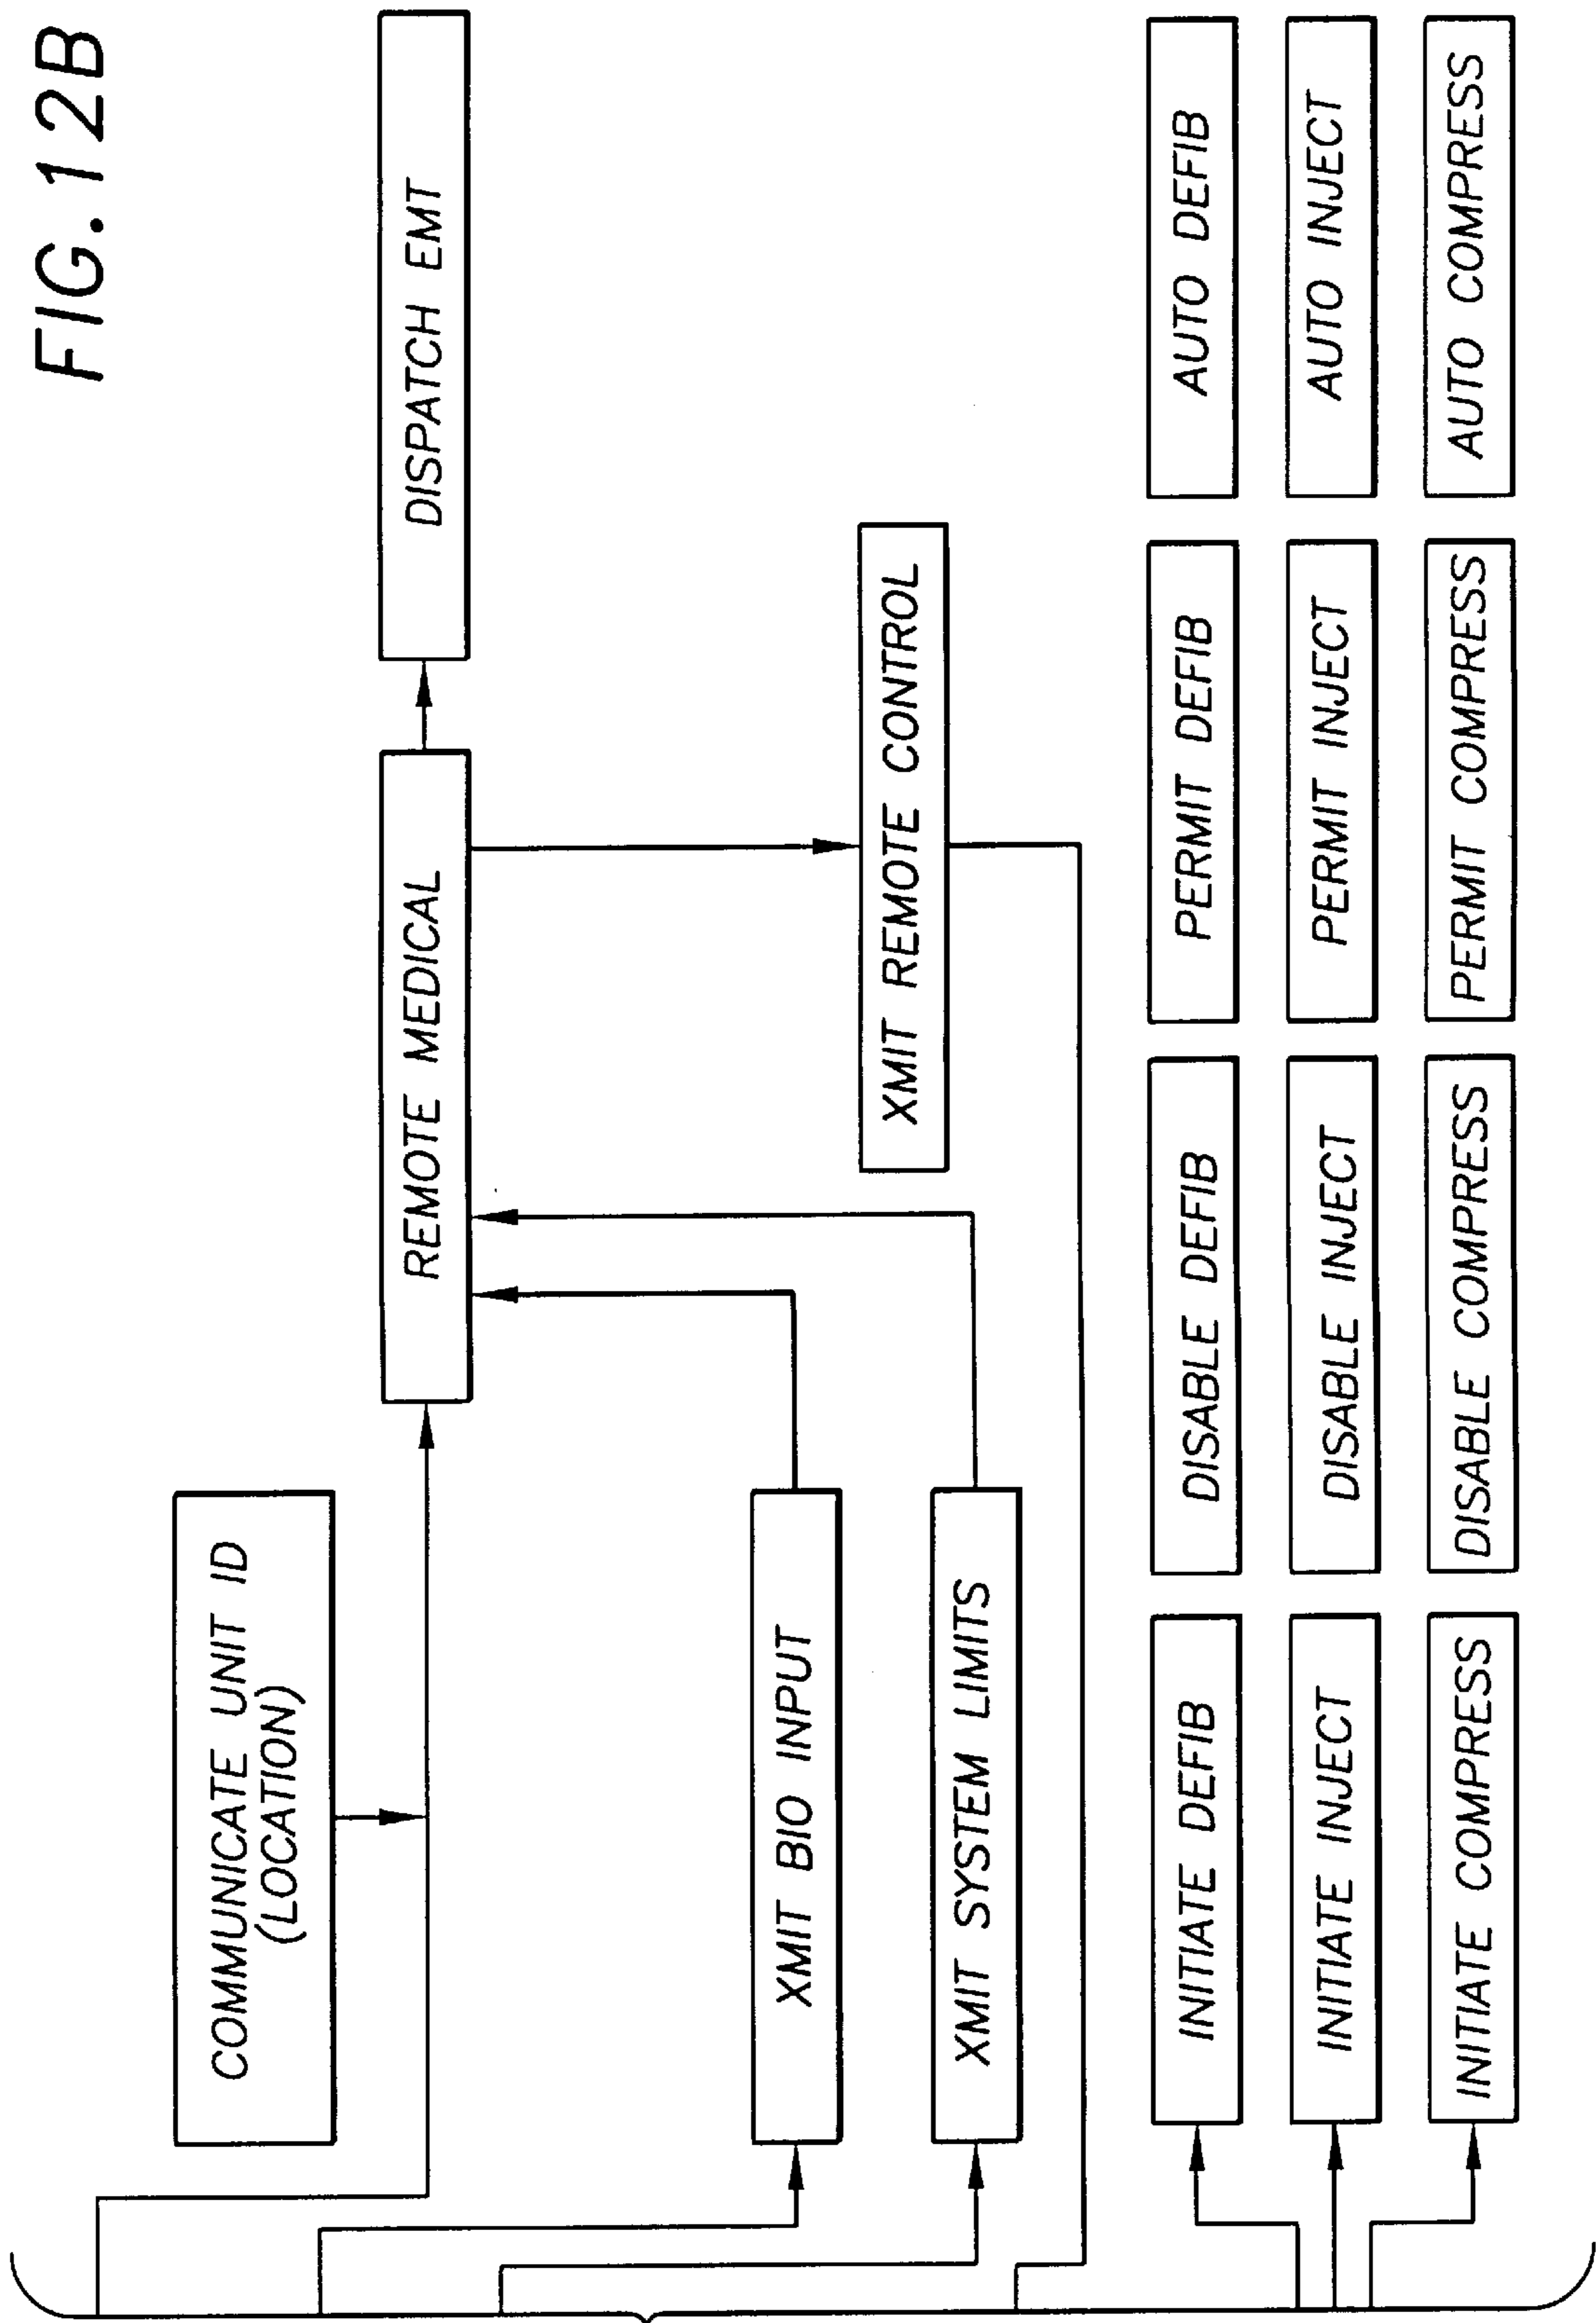 FIG.12B
COMMUNICATE UNIT ID
(LOCATION)
REMOTE MEDICAL
DISPATCH EMT
XMIT BIO INPUT
XMIT REMOTE CONTROL
XMIT SYSTEM LIMITS
INITIATE DEFIB
DISABLE DEFIB
PERMIT DEFIB
AUTO DEFIB
INITIATE INJECT
DISABLE INJECT
PERMIT INJECT
AUTO INJECT
INITIATE COMPRESS
DISABLE COMPRESS
PERMIT COMPRESS
AUTO COMPRESS